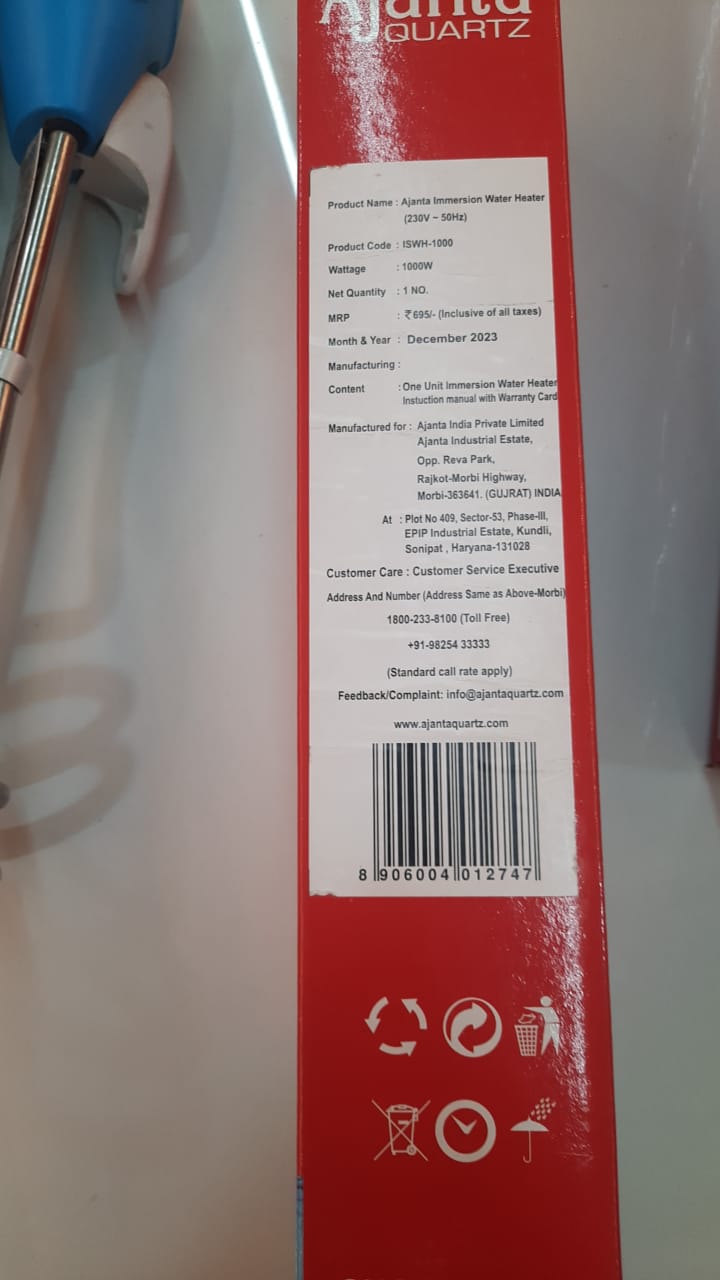 Ajanta
QUARTZ
Product Name : Ajanta Immersion Water Heater
(230V ~ 50Hz)
Product Code : ISWH-1000
Wattage : 1000W
Net Quantity : 1 NO.
MRP : ₹695/- (Inclusive of all taxes)
Month & Year : December 2023
Manufacturing :
Content : One Unit Immersion Water Heater
Instuction manual with Warranty Card
Manufactured for : Ajanta India Private Limited
Ajanta Industrial Estate,
Opp. Reva Park,
Rajkot-Morbi Highway,
Morbi-363641. (GUJRAT) INDIA
At : Plot No 409, Sector-53, Phase-III,
EPIP Industrial Estate, Kundli,
Sonipat , Haryana-131028
Customer Care : Customer Service Executive
Address And Number (Address Same as Above-Morbi)
1800-233-8100 (Toll Free)
+91-98254 33333
(Standard call rate apply)
Feedback/Complaint: info@ajantaquartz.com
www.ajantaquartz.com
8 906004 012747